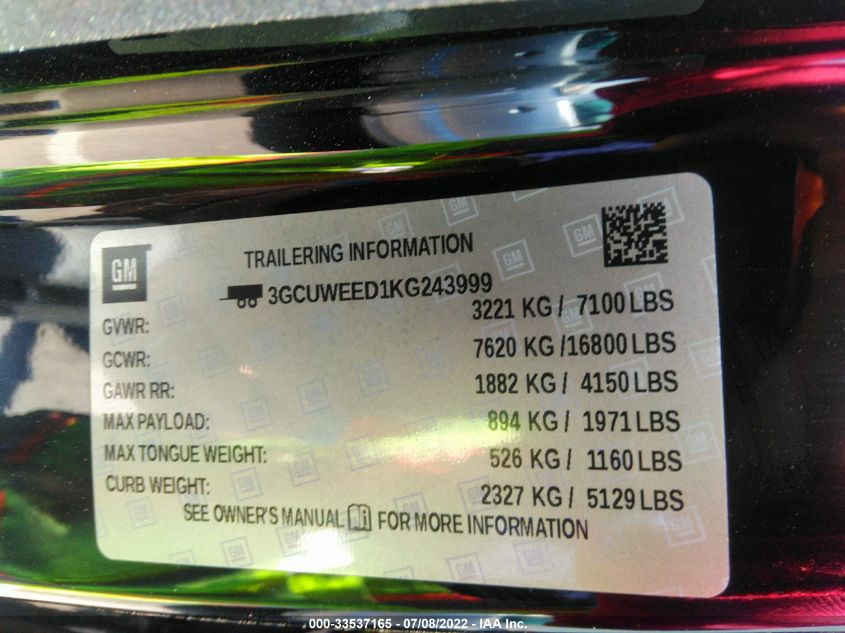 GM
TRAILERING INFORMATION
3GCUWEED1KG243999
GVWR: 3221 KG / 7100 LBS
GCWR: 7620 KG /16800 LBS
GAWR RR: 1882 KG / 4150 LBS
MAX PAYLOAD: 894 KG / 1971 LBS
MAX TONGUE WEIGHT: 526 KG / 1160 LBS
CURB WEIGHT: 2327 KG / 5129 LBS
SEE OWNER'S MANUAL FOR MORE INFORMATION
000-33537165 - 07/08/2022 - IAA Inc.